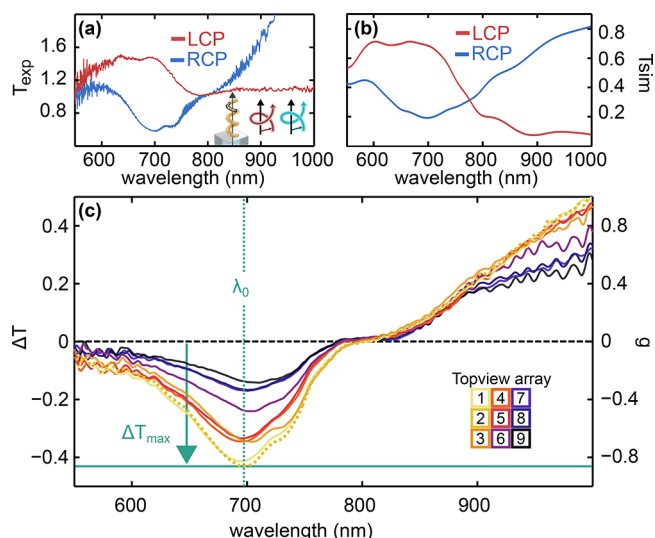 (a)
LCP
RCP
T_exp
1.6
1.2
0.8
600
700
800
900
1000
wavelength (nm)
(b)
LCP
RCP
Tsim
0.8
0.6
0.4
0.2
600
700
800
900
1000
wavelength (nm)
(c)
0.4
0.2
0
−0.2
−0.4
ΔT
λ₀
ΔT_max
0.8
0.4
0
−0.4
−0.8
g
Topview array
1 4 7
2 5 8
3 6 9
600
700
800
900
wavelength (nm)